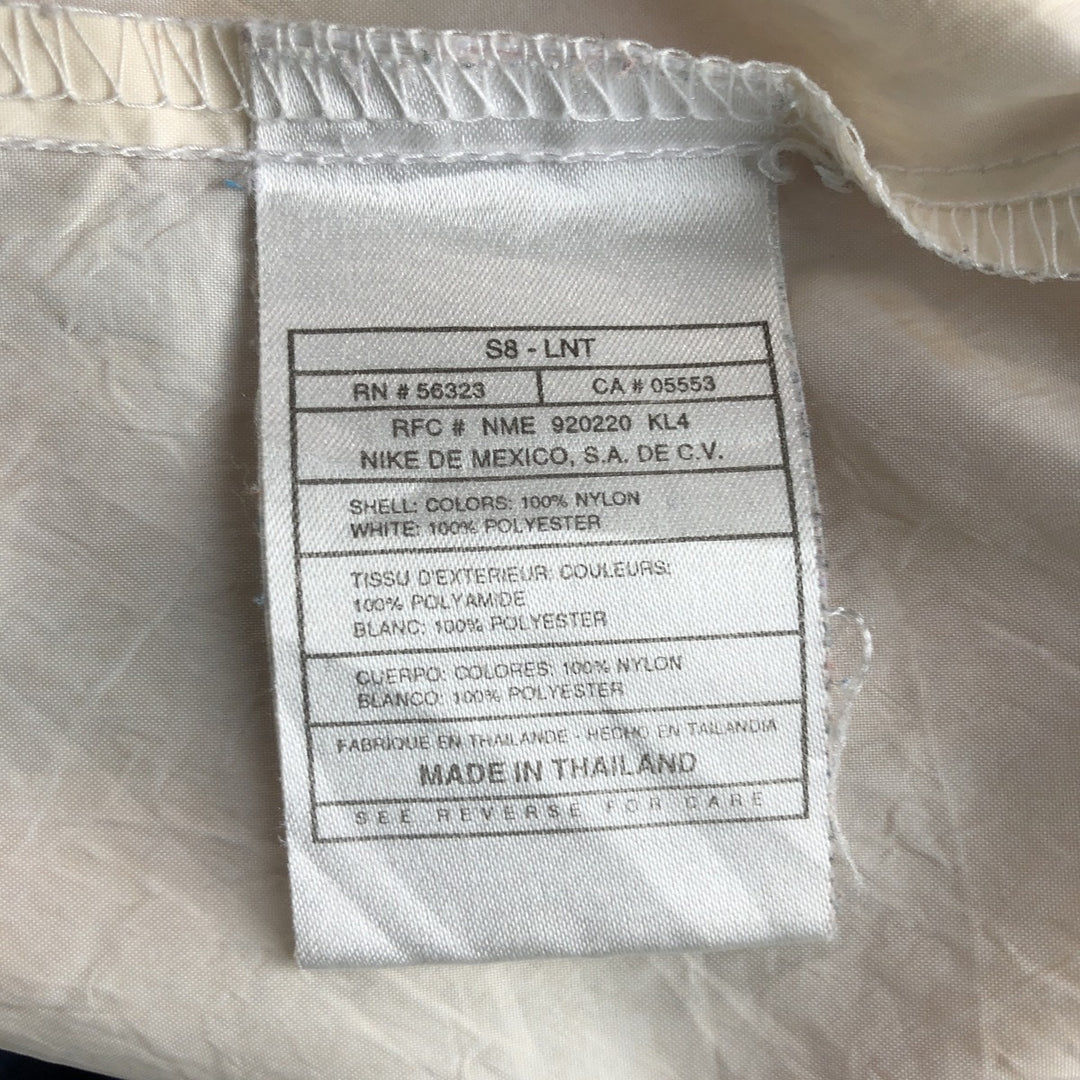 S8 - LNT
RN # 56323 CA # 05553
RFC # NME 920220 KL4
NIKE DE MEXICO, S.A. DE C.V.
SHELL: COLORS: 100% NYLON
WHITE: 100% POLYESTER
TISSU D'EXTERIEUR: COULEURS:
100% POLYAMIDE
BLANC: 100% POLYESTER
CUERPO: COLORES: 100% NYLON
BLANCO: 100% POLYESTER
FABRIQUE EN THAILANDE - HECHO EN TAILANDIA
MADE IN THAILAND
SEE REVERSE FOR CARE